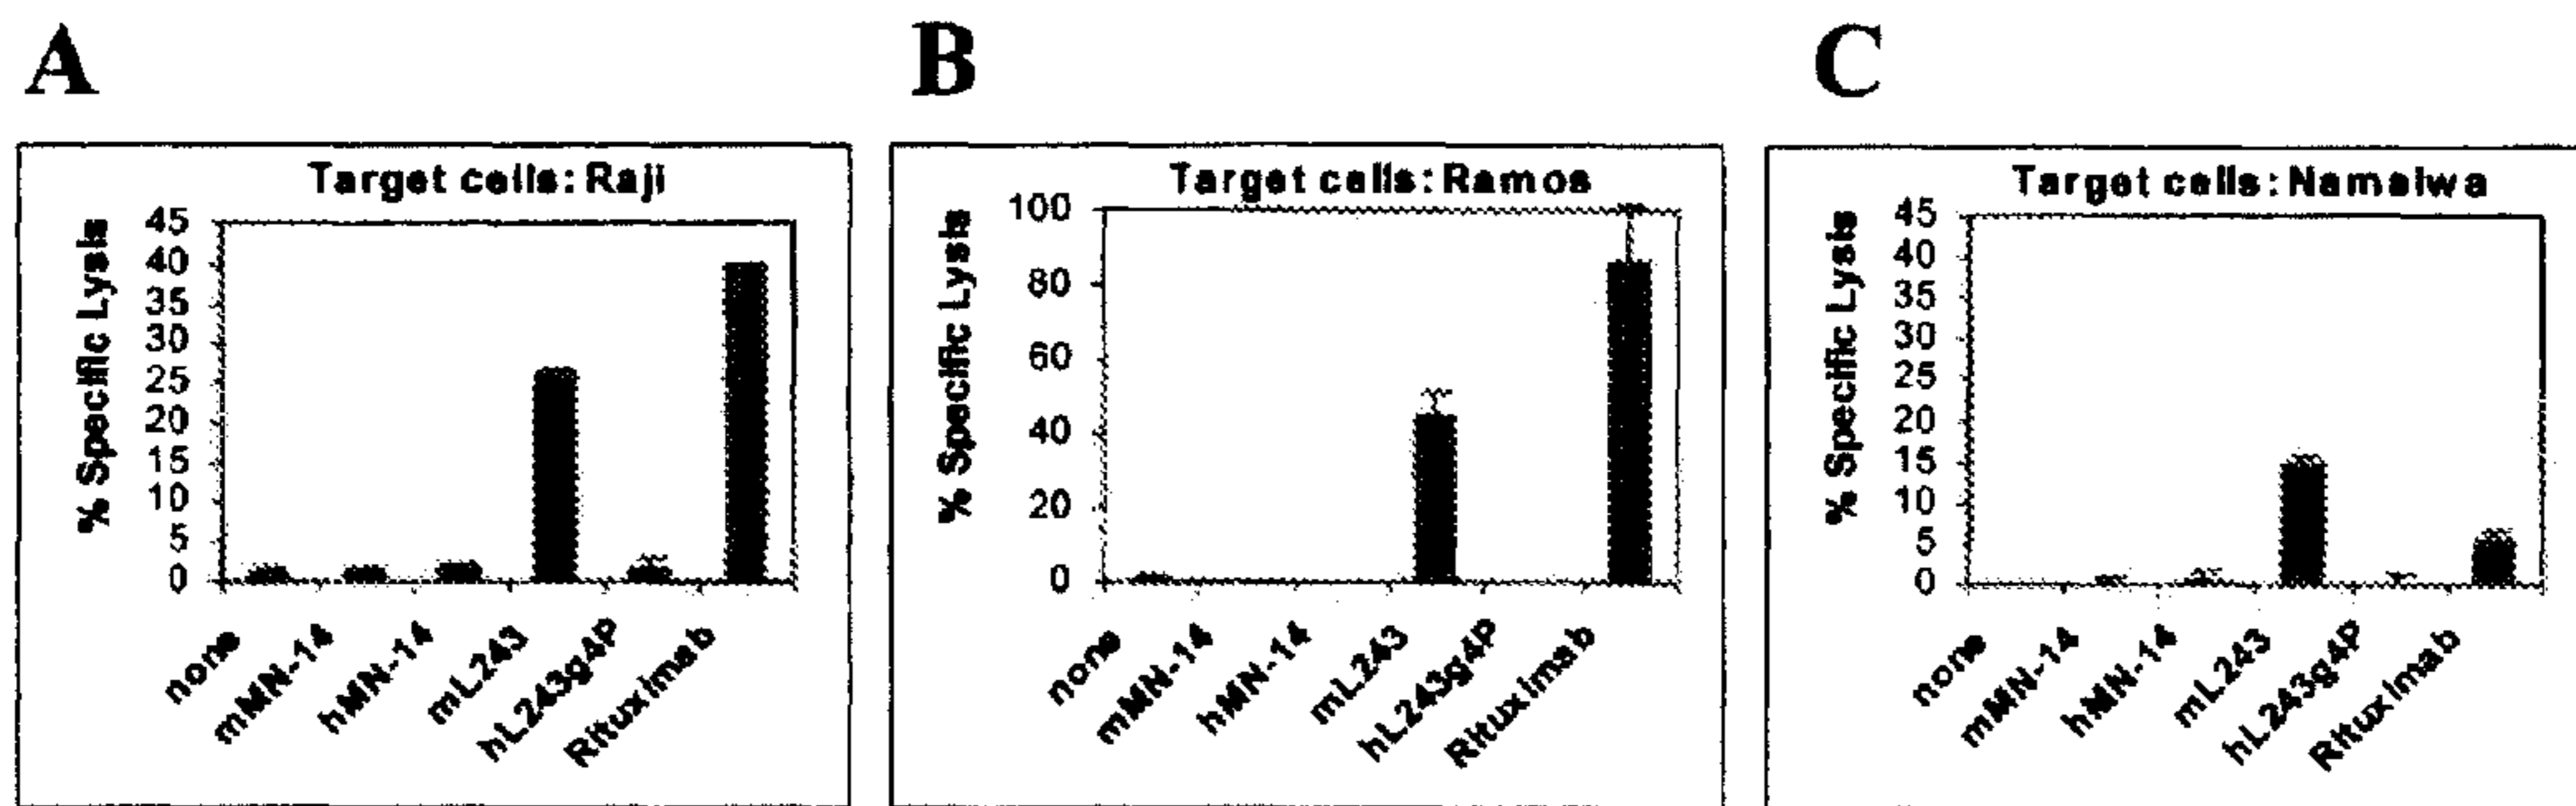 A
B
C
Target cells: Raji
% Specific Lysis
45
40
35
30
25
20
15
10
5
0
none
mMN-14
hMN-14
mL243
hL243g4P
Rituximab
Target cells: Ramos
% Specific Lysis
100
80
60
40
20
0
none
mMN-14
hMN-14
mL243
hL243g4P
Rituximab
Target cells: Namalwa
% Specific Lysis
45
40
35
30
25
20
15
10
5
0
none
mMN-14
hMN-14
mL243
hL243g4P
Rituximab